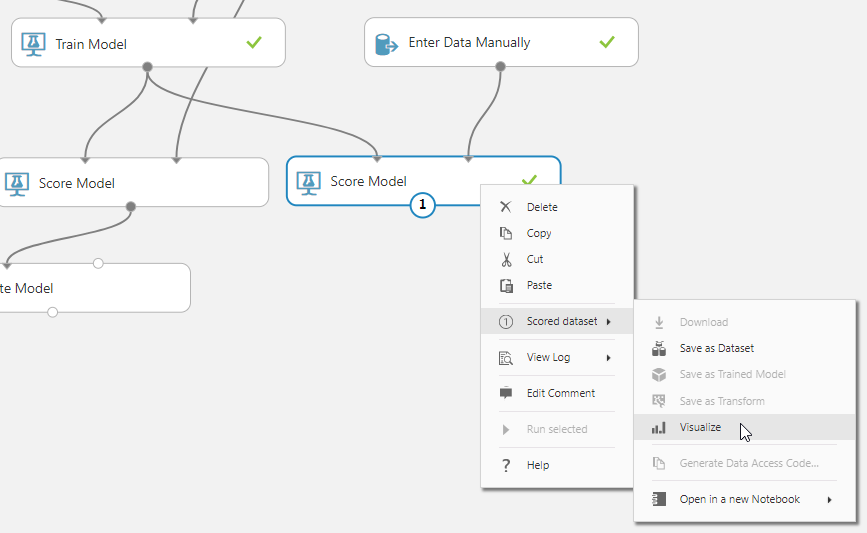 Train Model
Enter Data Manually
Score Model
Score Model
1
te Model
Delete
Copy
Cut
Paste
1 Scored dataset
View Log
Edit Comment
Run selected
? Help
Download
Save as Dataset
Save as Trained Model
Save as Transform
Visualize
Generate Data Access Code...
Open in a new Notebook